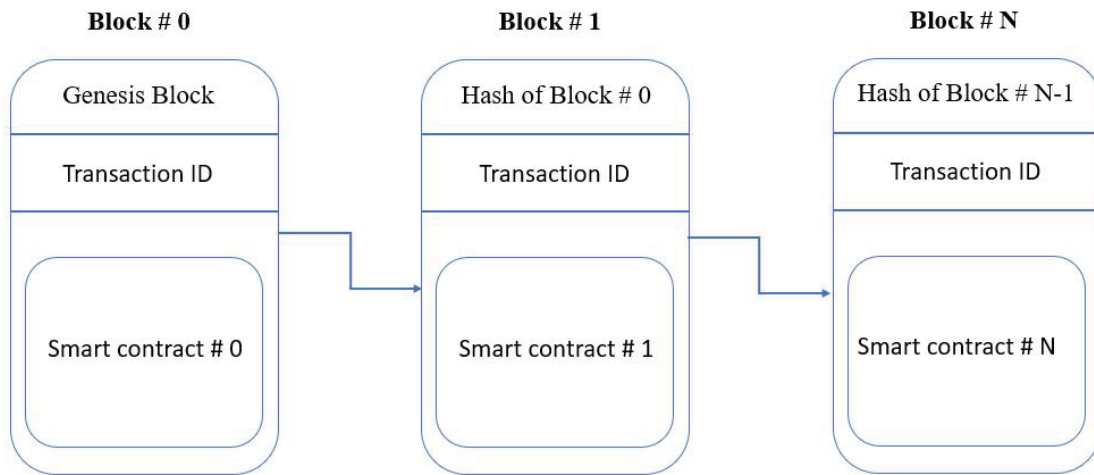 Block # 0
Block # 1
Block # N
Genesis Block
Hash of Block # 0
Hash of Block # N-1
Transaction ID
Transaction ID
Transaction ID
Smart contract # 0
Smart contract # 1
Smart contract # N